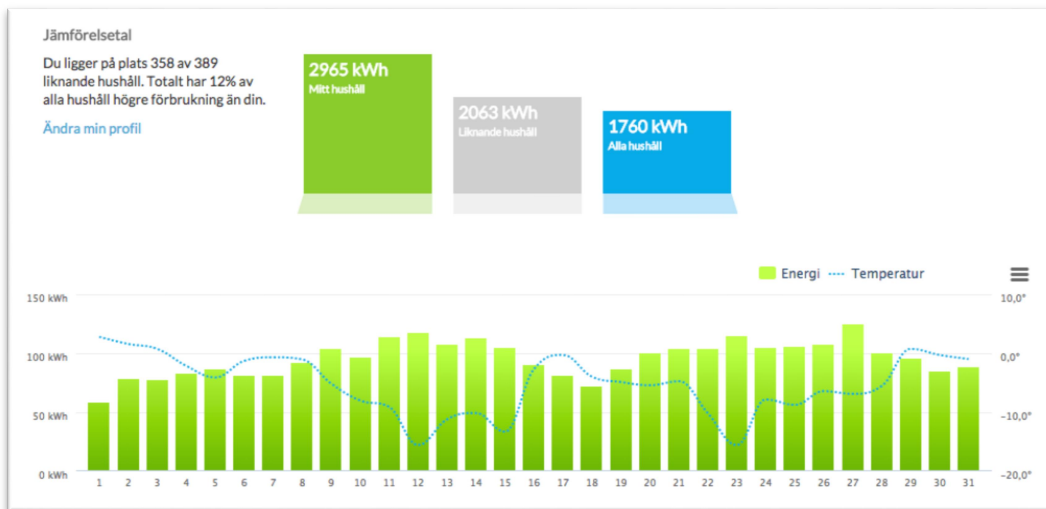 Jämförelsetal
Du ligger på plats 358 av 389
liknande hushåll. Totalt har 12% av
alla hushåll högre förbrukning än din.
Ändra min profil
2965 kWh
Mitt hushåll
2063 kWh
Liknande hushåll
1760 kWh
Alla hushåll
Energi Temperatur
150 kWh
100 kWh
50 kWh
0 kWh
10,0°
0,0°
-10,0°
-20,0°
1 2 3 4 5 6 7 8 9 10 11 12 13 14 15 16 17 18 19 20 21 22 23 24 25 26 27 28 29 30 31